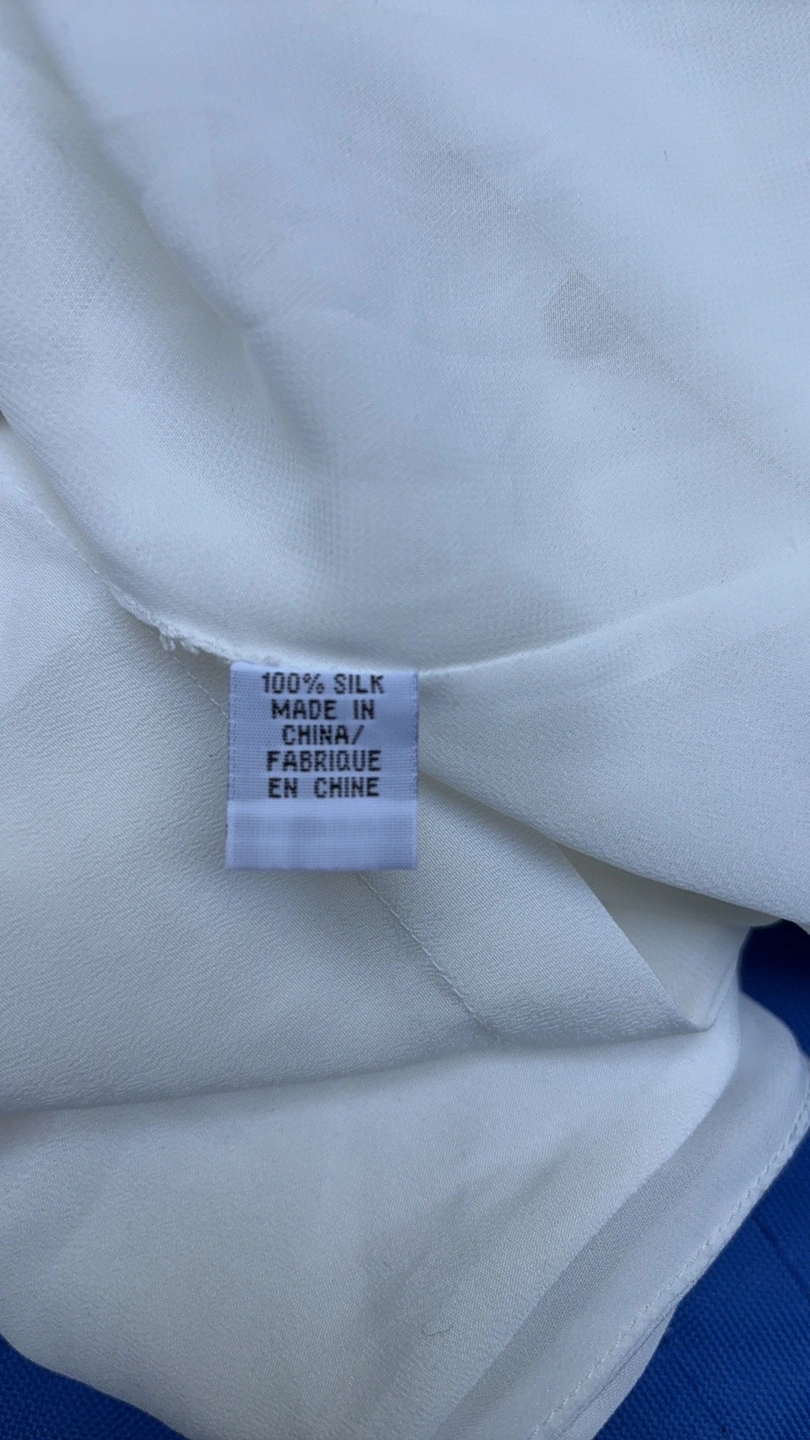 100% SILK
MADE IN
CHINA/
FABRIQUE
EN CHINE